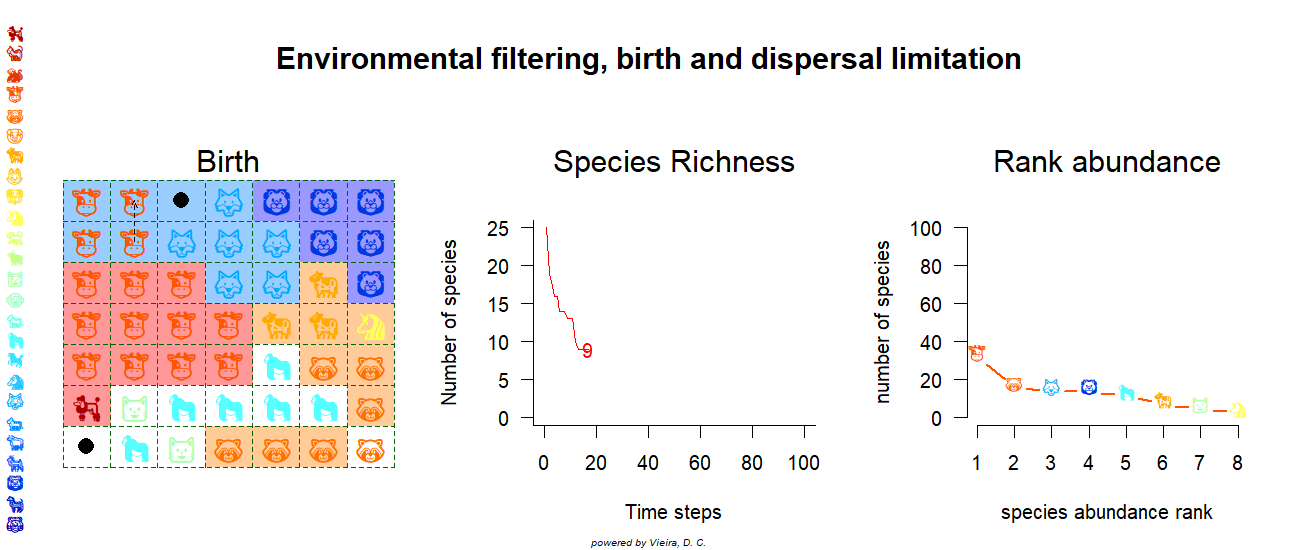 Environmental filtering, birth and dispersal limitation
Birth
Species Richness
Rank abundance
Number of species
25
20
15
10
5
0
9
0 20 40 60 80 100
Time steps
number of species
100
80
60
40
20
0
1 2 3 4 5 6 7 8
species abundance rank
powered by Vieira, D. C.